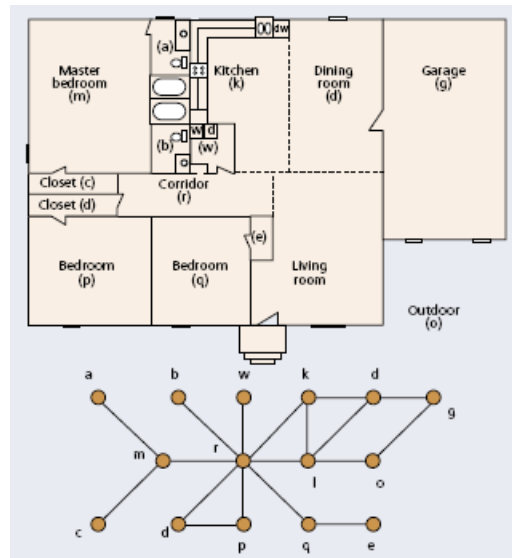 (a)
dw
Master
bedroom
(m)
Kitchen
(k)
Dining
room
(d)
Garage
(g)
w d
(b)
(w)
Closet (c)
Corridor
(r)
Closet (d)
(e)
Bedroom
(p)
Bedroom
(q)
Living
room
Outdoor
(o)
a b w k d
g
m r l o
c d p q e